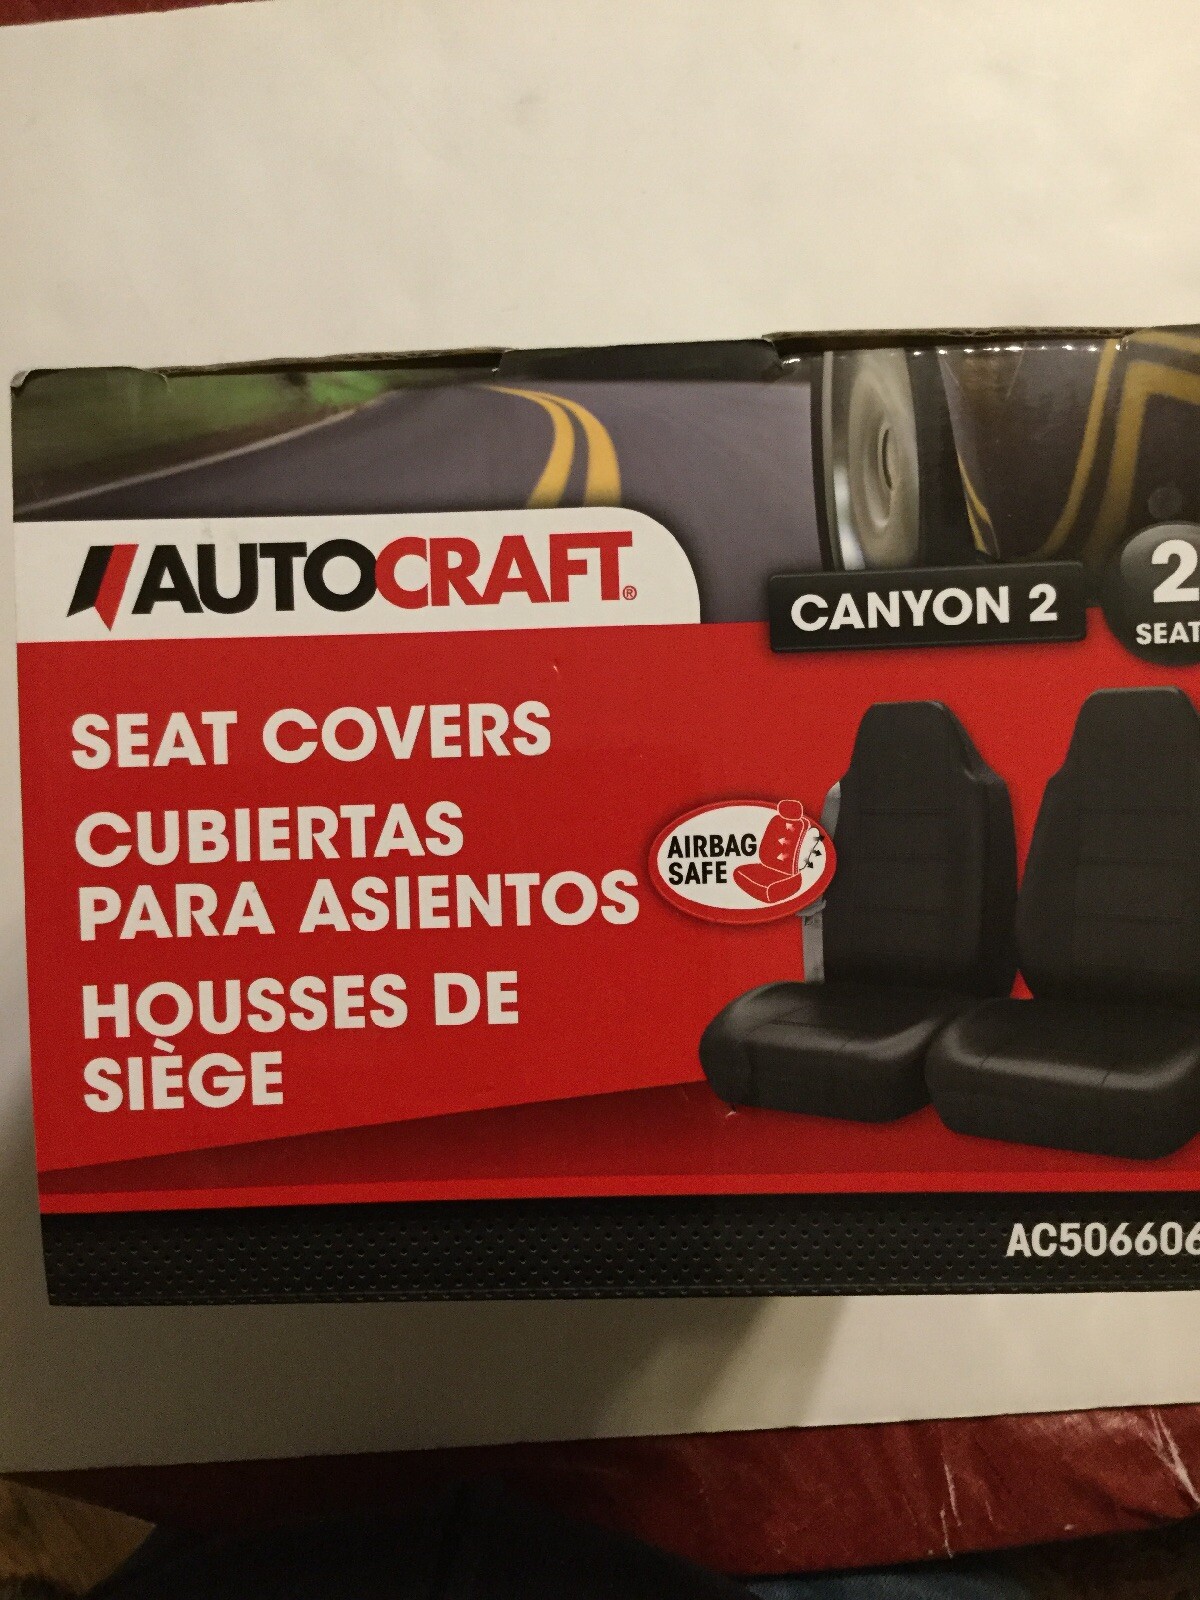 AUTOCRAFT®
CANYON 2
2
SEAT
SEAT COVERS
CUBIERTAS
PARA ASIENTOS
HOUSSES DE
SIÈGE
AIRBAG
SAFE
AC506606